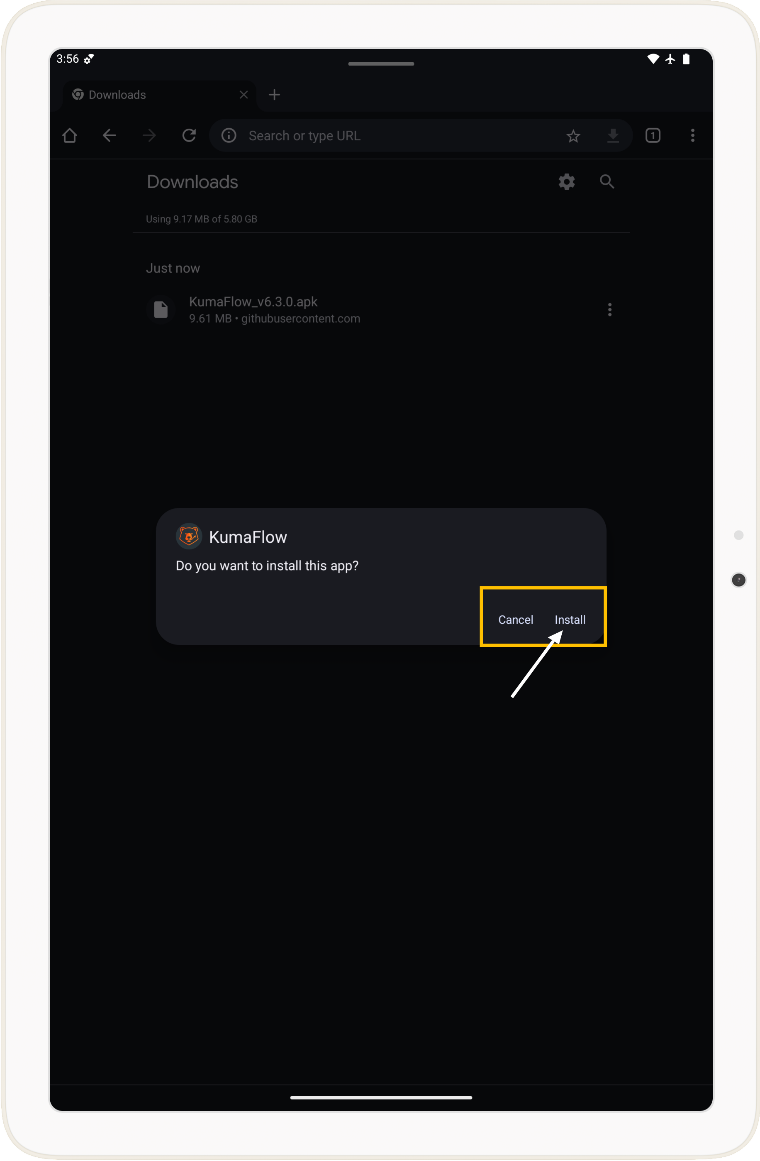 3:56
Downloads
Search or type URL
1
Downloads
Using 9.17 MB of 5.80 GB
Just now
KumaFlow_v6.3.0.apk
9.61 MB • githubusercontent.com
KumaFlow
Do you want to install this app?
Cancel Install